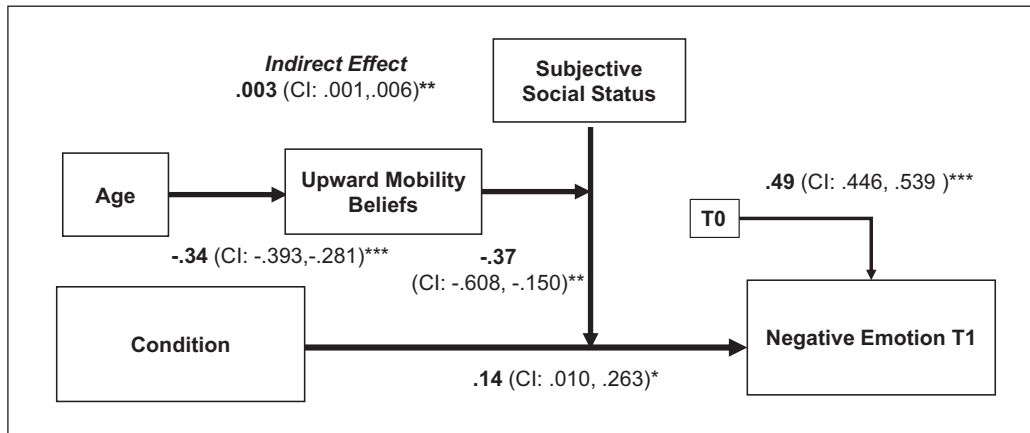 Indirect Effect
.003 (CI: .001,.006)**
Subjective
Social Status
Age
Upward Mobility
Beliefs
.49 (CI: .446, .539 )***
T0
-.34 (CI: -.393,-.281)***
-.37
(CI: -.608, -.150)**
Condition
Negative Emotion T1
.14 (CI: .010, .263)*